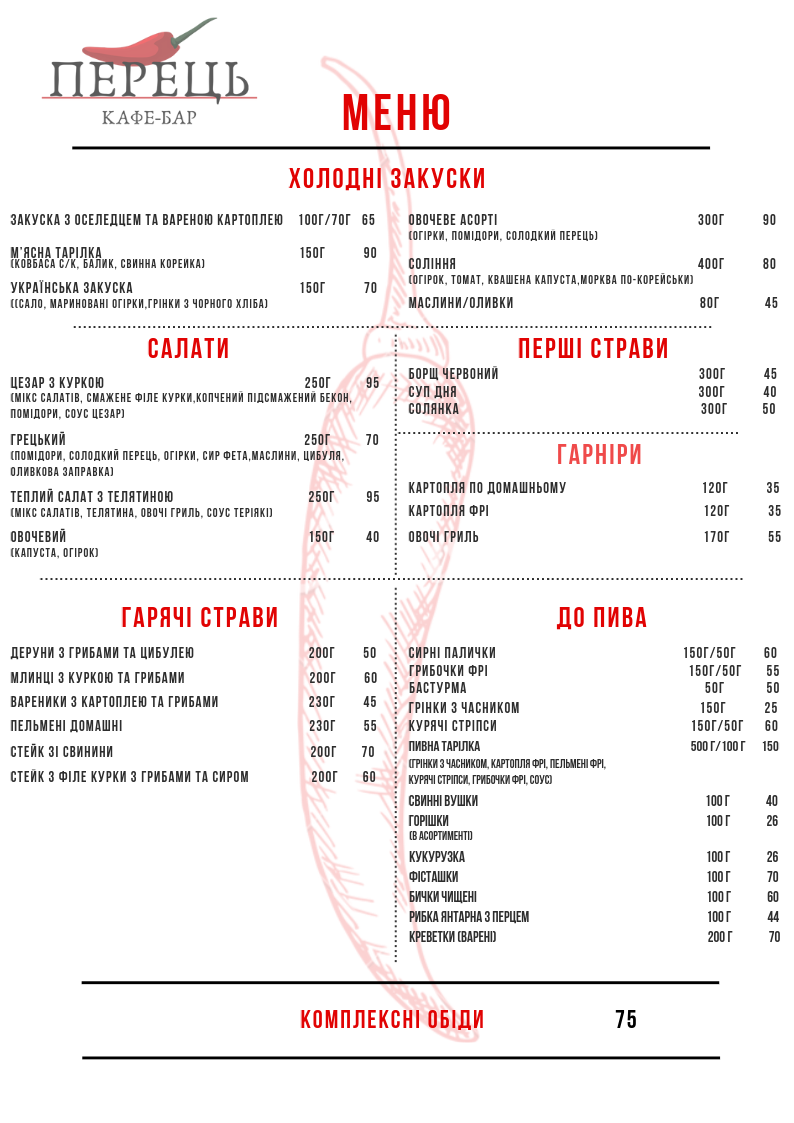 ПЕРЕЦЬ
КАФЕ-БАР
МЕНЮ
ХОЛОДНІ ЗАКУСКИ
ЗАКУСКА З ОСЕЛЕДЦЕМ ТА ВАРЕНОЮ КАРТОПЛЕЮ 100Г/70Г 65
М'ЯСНА ТАРІЛКА 150Г 90
(КОВБАСА С/К, БАЛИК, СВИННА КОРЕЙКА)
УКРАЇНСЬКА ЗАКУСКА 150Г 70
((САЛО, МАРИНОВАНІ ОГІРКИ,ГРІНКИ З ЧОРНОГО ХЛІБА)
ОВОЧЕВЕ АСОРТІ 300Г 90
(ОГІРКИ, ПОМІДОРИ, СОЛОДКИЙ ПЕРЕЦЬ)
СОЛІННЯ 400Г 80
(ОГІРОК, ТОМАТ, КВАШЕНА КАПУСТА,МОРКВА ПО-КОРЕЙСЬКИ)
МАСЛИНИ/ОЛИВКИ 80Г 45
САЛАТИ
ЦЕЗАР З КУРКОЮ 250Г 95
(МІКС САЛАТІВ, СМАЖЕНЕ ФІЛЕ КУРКИ,КОПЧЕНИЙ ПІДСМАЖЕНИЙ БЕКОН,
ПОМІДОРИ, СОУС ЦЕЗАР)
ГРЕЦЬКИЙ 250Г 70
(ПОМІДОРИ, СОЛОДКИЙ ПЕРЕЦЬ, ОГІРКИ, СИР ФЕТА,МАСЛИНИ, ЦИБУЛЯ,
ОЛИВКОВА ЗАПРАВКА)
ТЕПЛИЙ САЛАТ З ТЕЛЯТИНОЮ 250Г 95
(МІКС САЛАТІВ, ТЕЛЯТИНА, ОВОЧІ ГРИЛЬ, СОУС ТЕРІЯКІ)
ОВОЧЕВИЙ 150Г 40
(КАПУСТА, ОГІРОК)
ПЕРШІ СТРАВИ
БОРЩ ЧЕРВОНИЙ 300Г 45
СУП ДНЯ 300Г 40
СОЛЯНКА 300Г 50
ГАРНІРИ
КАРТОПЛЯ ПО ДОМАШНЬОМУ 120Г 35
КАРТОПЛЯ ФРІ 120Г 35
ОВОЧІ ГРИЛЬ 170Г 55
ГАРЯЧІ СТРАВИ
ДЕРУНИ З ГРИБАМИ ТА ЦИБУЛЕЮ 200Г 50
МЛИНЦІ З КУРКОЮ ТА ГРИБАМИ 200Г 60
ВАРЕНИКИ З КАРТОПЛЕЮ ТА ГРИБАМИ 230Г 45
ПЕЛЬМЕНІ ДОМАШНІ 230Г 55
СТЕЙК ЗІ СВИНИНИ 200Г 70
СТЕЙК З ФІЛЕ КУРКИ З ГРИБАМИ ТА СИРОМ 200Г 60
ДО ПИВА
СИРНІ ПАЛИЧКИ 150Г/50Г 60
ГРИБОЧКИ ФРІ 150Г/50Г 55
БАСТУРМА 50Г 50
ГРІНКИ З ЧАСНИКОМ 150Г 25
КУРЯЧІ СТРІПСИ 150Г/50Г 60
ПИВНА ТАРІЛКА 500 Г/100 Г 150
(ГРІНКИ З ЧАСНИКОМ, КАРТОПЛЯ ФРІ, ПЕЛЬМЕНІ ФРІ,
КУРЯЧІ СТРІПСИ, ГРИБОЧКИ ФРІ, СОУС)
СВИННІ ВУШКИ 100 Г 40
ГОРІШКИ 100 Г 26
(В АСОРТИМЕНТІ)
КУКУРУЗКА 100 Г 26
ФІСТАШКИ 100 Г 70
БИЧКИ ЧИЩЕНІ 100 Г 60
РИБКА ЯНТАРНА З ПЕРЦЕМ 100 Г 44
КРЕВЕТКИ (ВАРЕНІ) 200 Г 70
КОМПЛЕКСНІ ОБІДИ 75